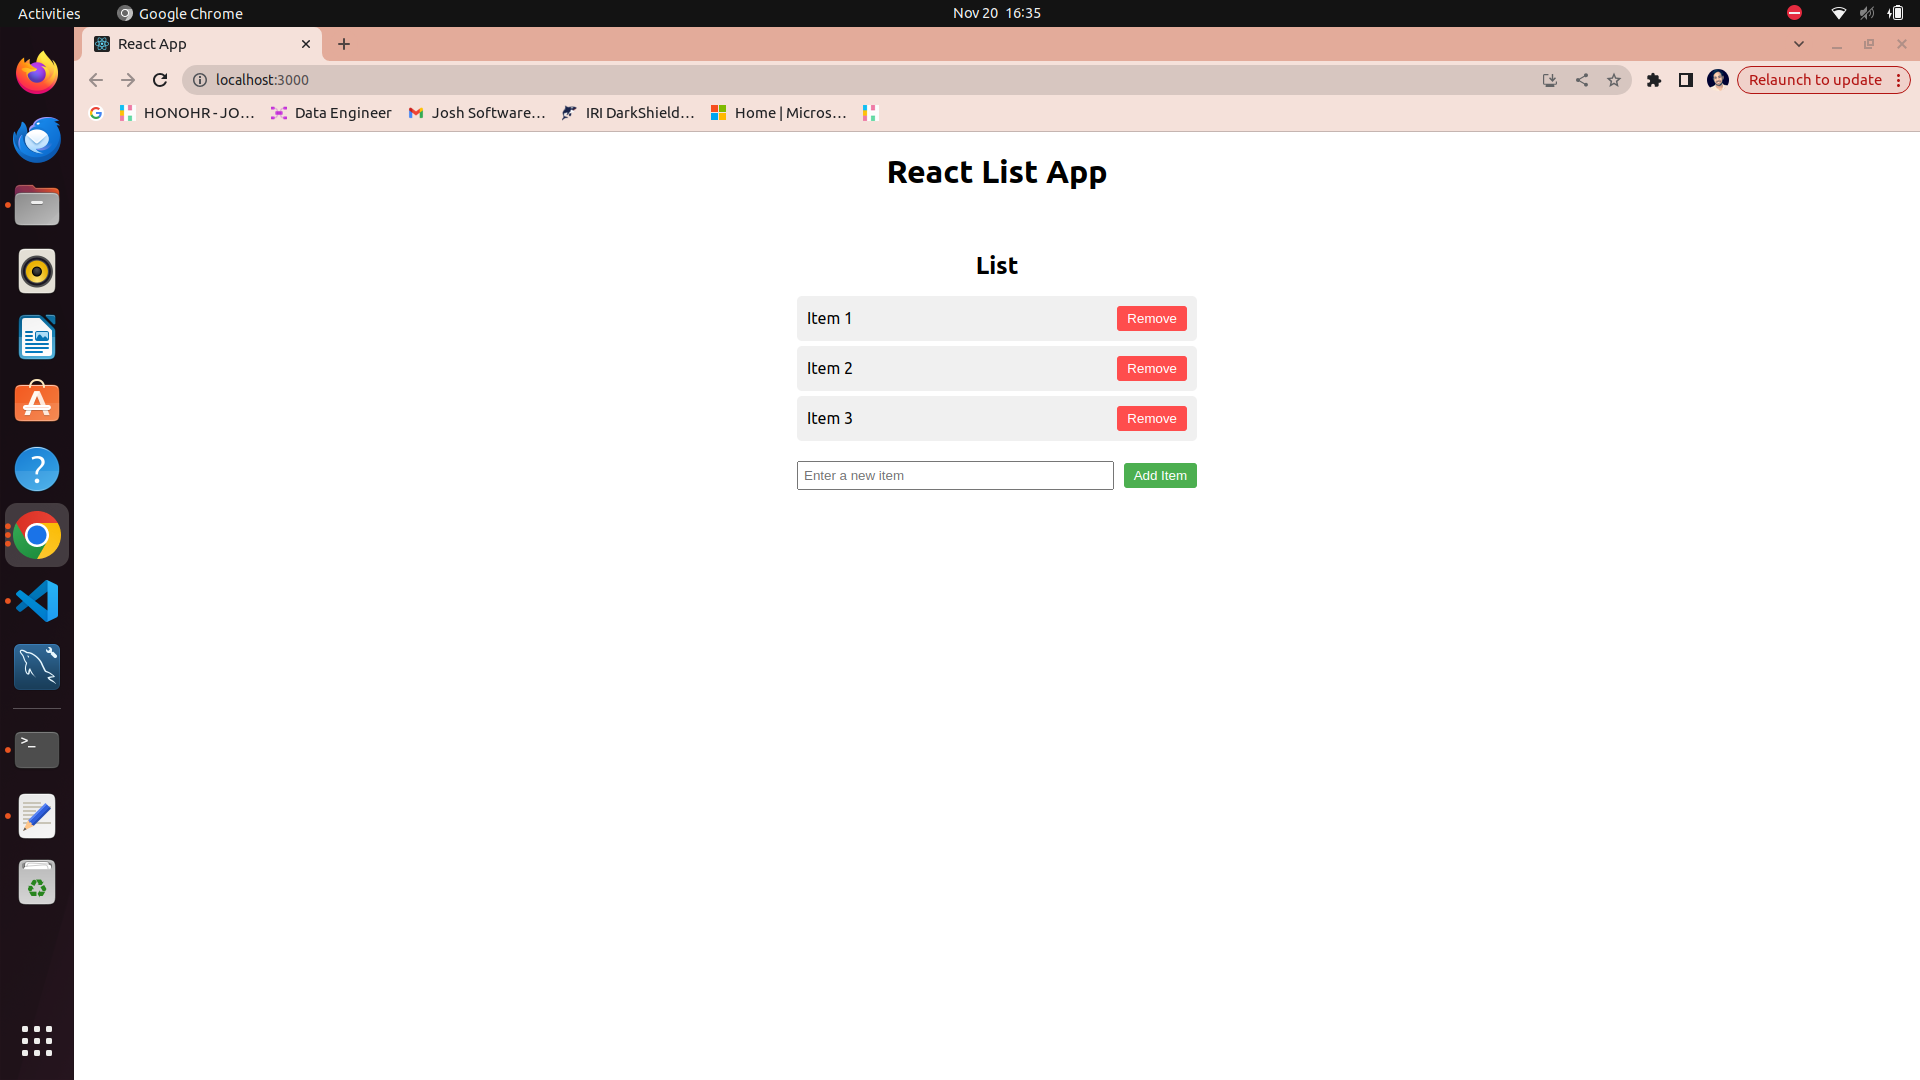 Activities Google Chrome Nov 20 16:35
React App
localhost:3000 Relaunch to update
HONOHR - JO... Data Engineer Josh Software... IRI DarkShield... Home | Micros...
React List App
List
Item 1 Remove
Item 2 Remove
Item 3 Remove
Enter a new item Add Item